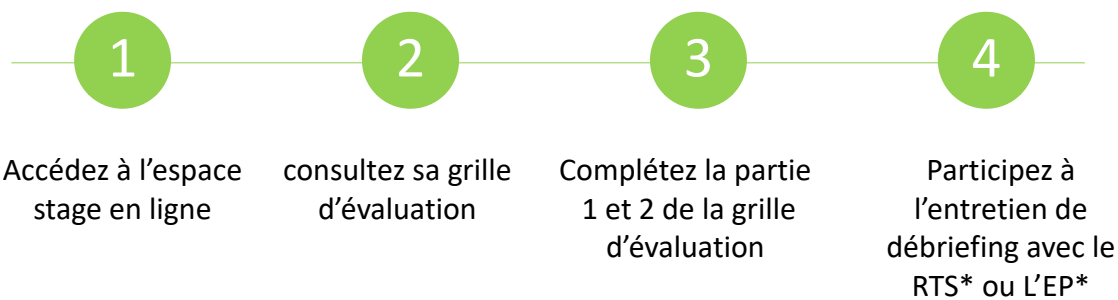 1
2
3
4
Accédez à l’espace
stage en ligne
consultez sa grille
d’évaluation
Complétez la partie
1 et 2 de la grille
d’évaluation
Participez à
l’entretien de
débriefing avec le
RTS* ou L’EP*